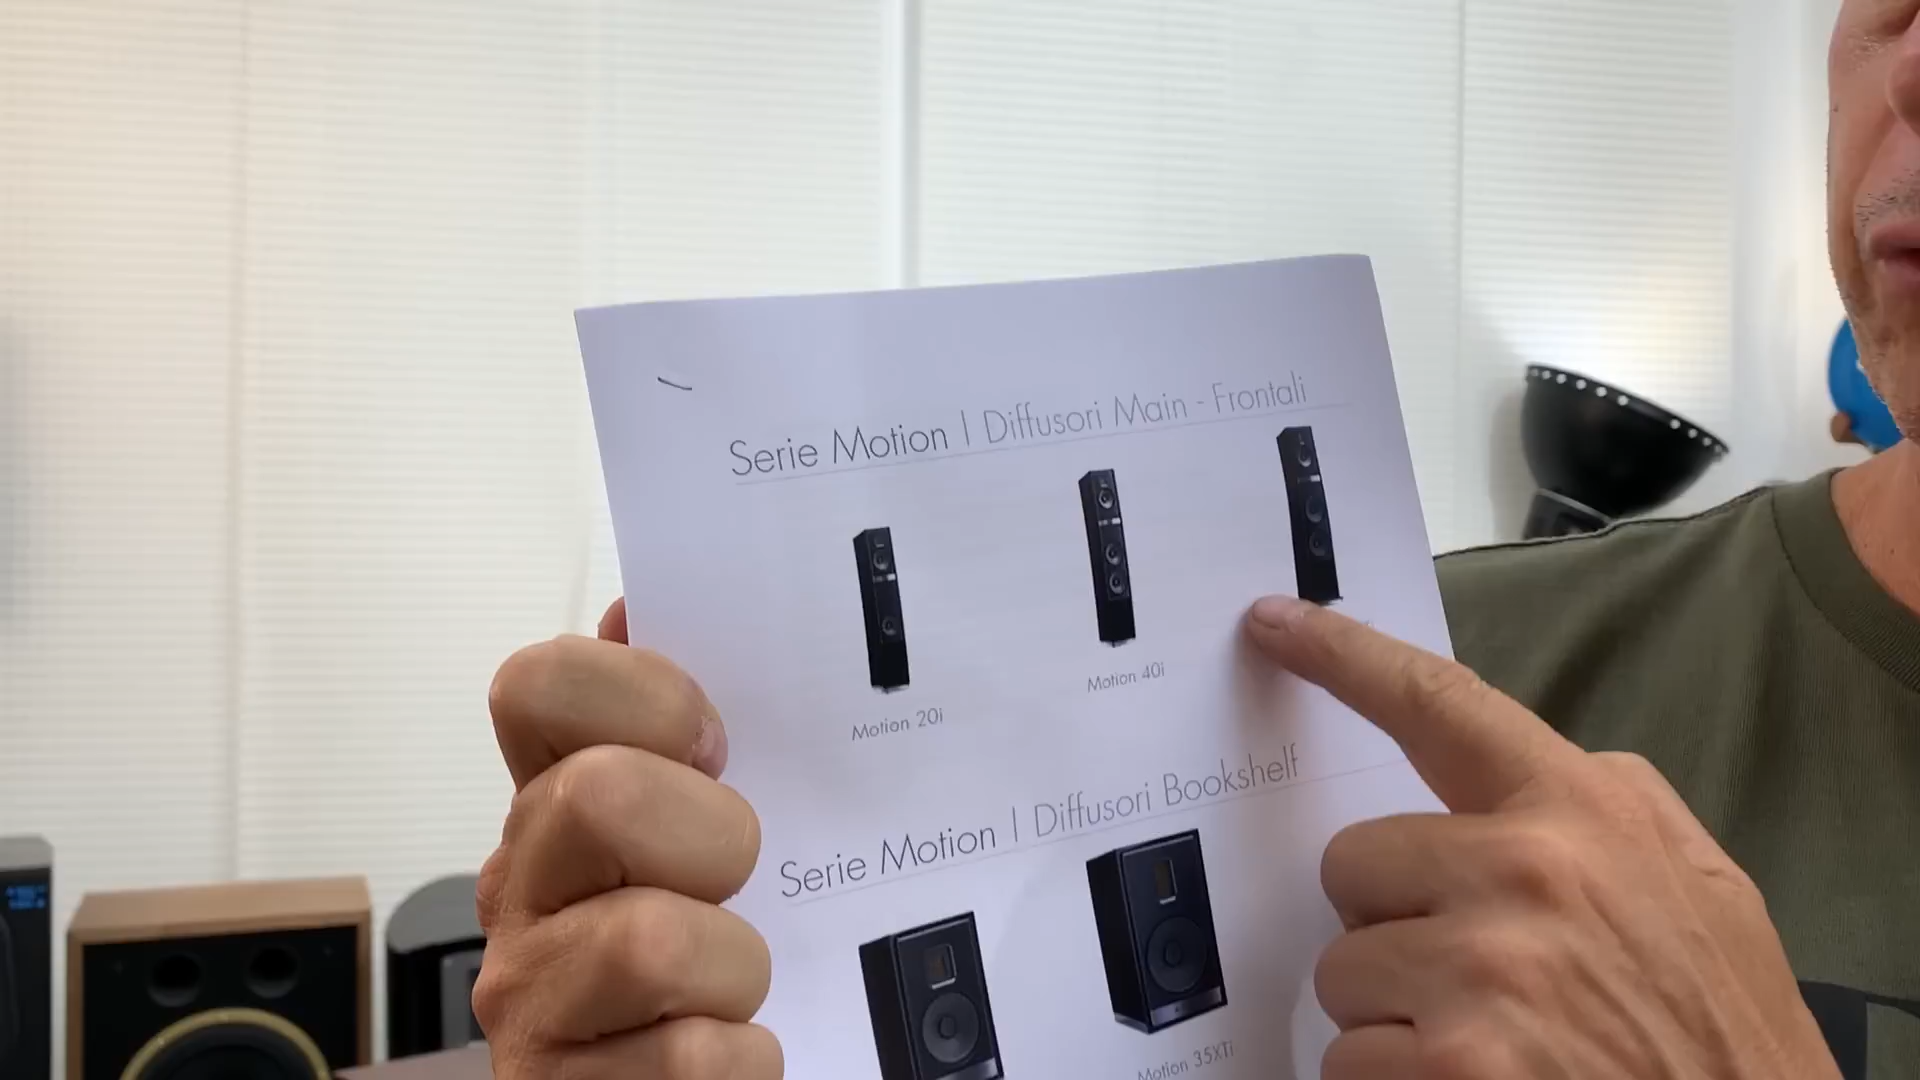 Serie Motion | Diffusori Main - Frontali
Motion 20i
Motion 40i
Serie Motion | Diffusori Bookshelf
Motion 35XTi